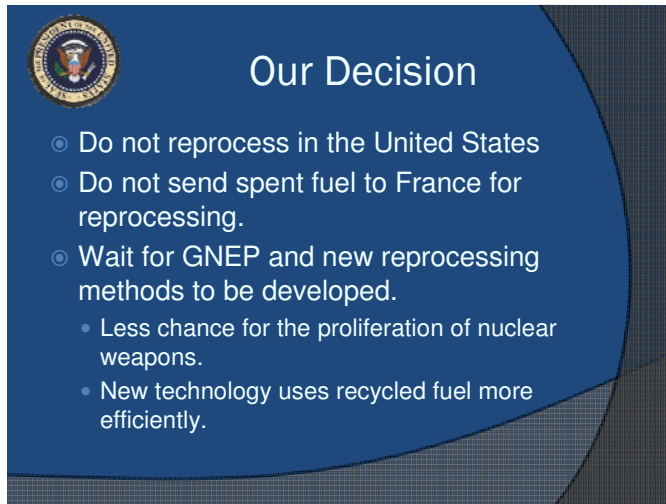 Our Decision
Do not reprocess in the United States
Do not send spent fuel to France for
reprocessing.
Wait for GNEP and new reprocessing
methods to be developed.
Less chance for the proliferation of nuclear
weapons.
New technology uses recycled fuel more
efficiently.